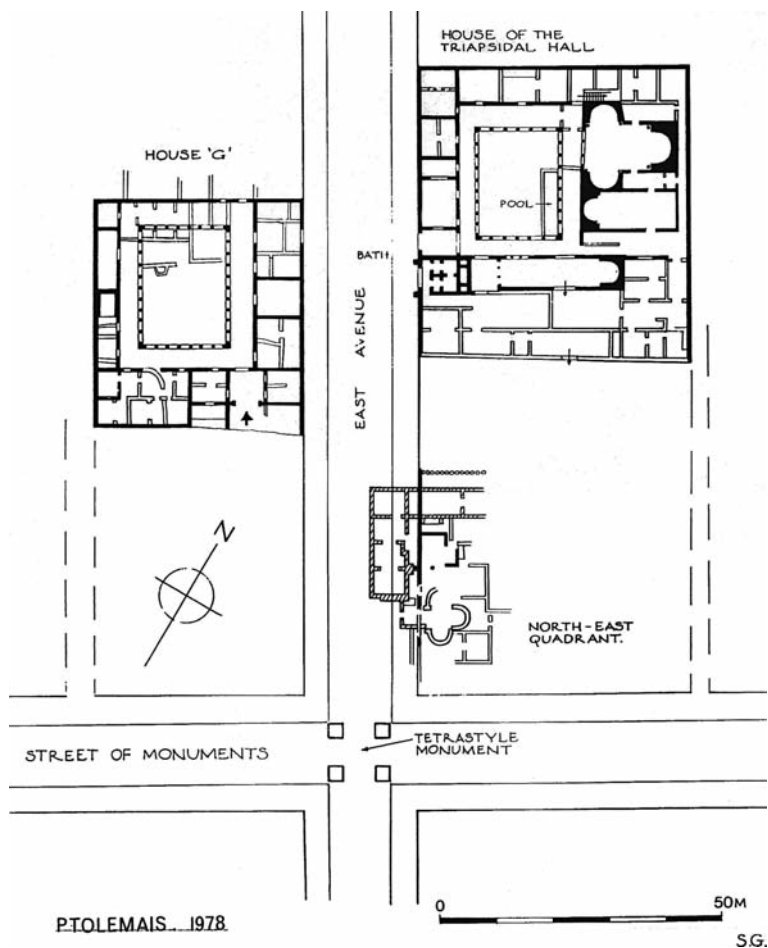 HOUSE OF THE
TRIAPSIDAL HALL
HOUSE 'G'
POOL
BATH
EAST AVENUE
N
NORTH-EAST
QUADRANT.
TETRASTYLE
MONUMENT
STREET OF MONUMENTS
0 50M
PTOLEMAIS. 1978
S.G.